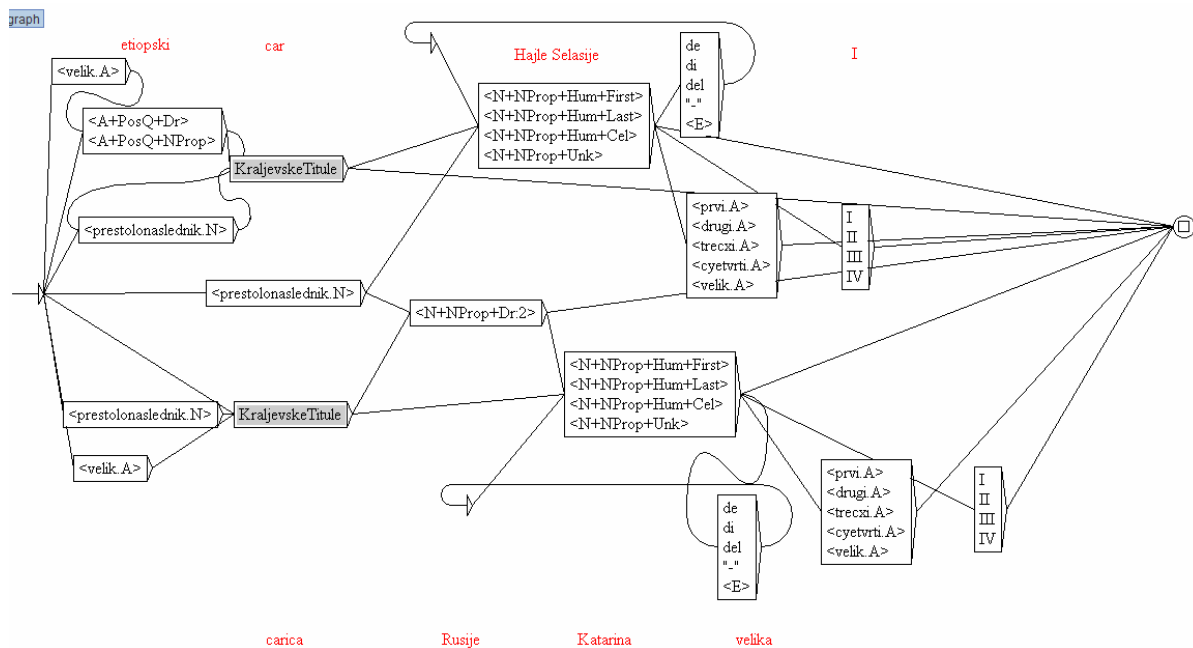 graph
etiopski
car
Hajle Selasije
I
<velik.A>
<A+PosQ+Dr>
<A+PosQ+NProp>
KraljevskeTitule
<prestolonaslednik.N>
<N+NProp+Hum+First>
<N+NProp+Hum+Last>
<N+NProp+Hum+Cel>
<N+NProp+Unk>
de
di
del
"-"
<E>
<prvi.A>
<drugi.A>
<trecxi.A>
<cyetvrti.A>
<velik.A>
I
II
III
IV
<prestolonaslednik.N>
<N+NProp+Dr:2>
<N+NProp+Hum+First>
<N+NProp+Hum+Last>
<N+NProp+Hum+Cel>
<N+NProp+Unk>
<prestolonaslednik.N>
KraljevskeTitule
<velik.A>
de
di
del
"-"
<E>
<prvi.A>
<drugi.A>
<trecxi.A>
<cyetvrti.A>
<velik.A>
I
II
III
IV
carica
Rusije
Katarina
velika